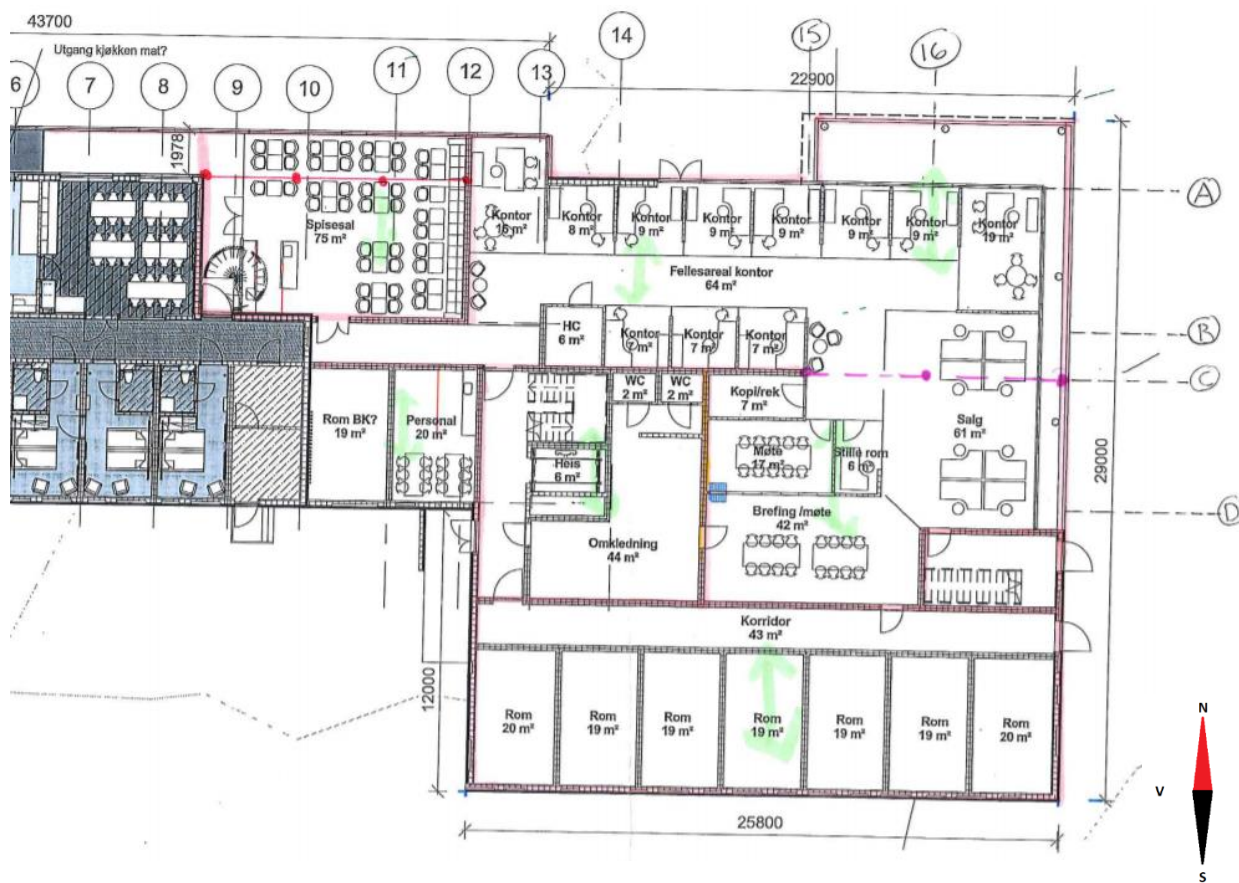 43700
Utgang kjøkken mat?
6
7
8
9
10
11
12
13
14
15
16
22900
1978
A
B
C
D
Spisesal
75 m²
Kontor
16 m²
Kontor
8 m²
Kontor
9 m²
Kontor
9 m²
Kontor
9 m²
Kontor
9 m²
Kontor
9 m²
Kontor
19 m²
Fellesareal kontor
64 m²
HC
6 m²
Kontor
7 m²
Kontor
7 m²
Kontor
7 m²
Rom BK?
19 m²
Personal
20 m²
WC
2 m²
WC
2 m²
Kopi/rek
7 m²
Heis
6 m²
Møte
17 m²
Stille rom
6 m²
Salg
61 m²
29000
Brefing /møte
42 m²
Omkledning
44 m²
Korridor
43 m²
12000
Rom
20 m²
Rom
19 m²
Rom
19 m²
Rom
19 m²
Rom
19 m²
Rom
19 m²
Rom
20 m²
25800
N
V
S